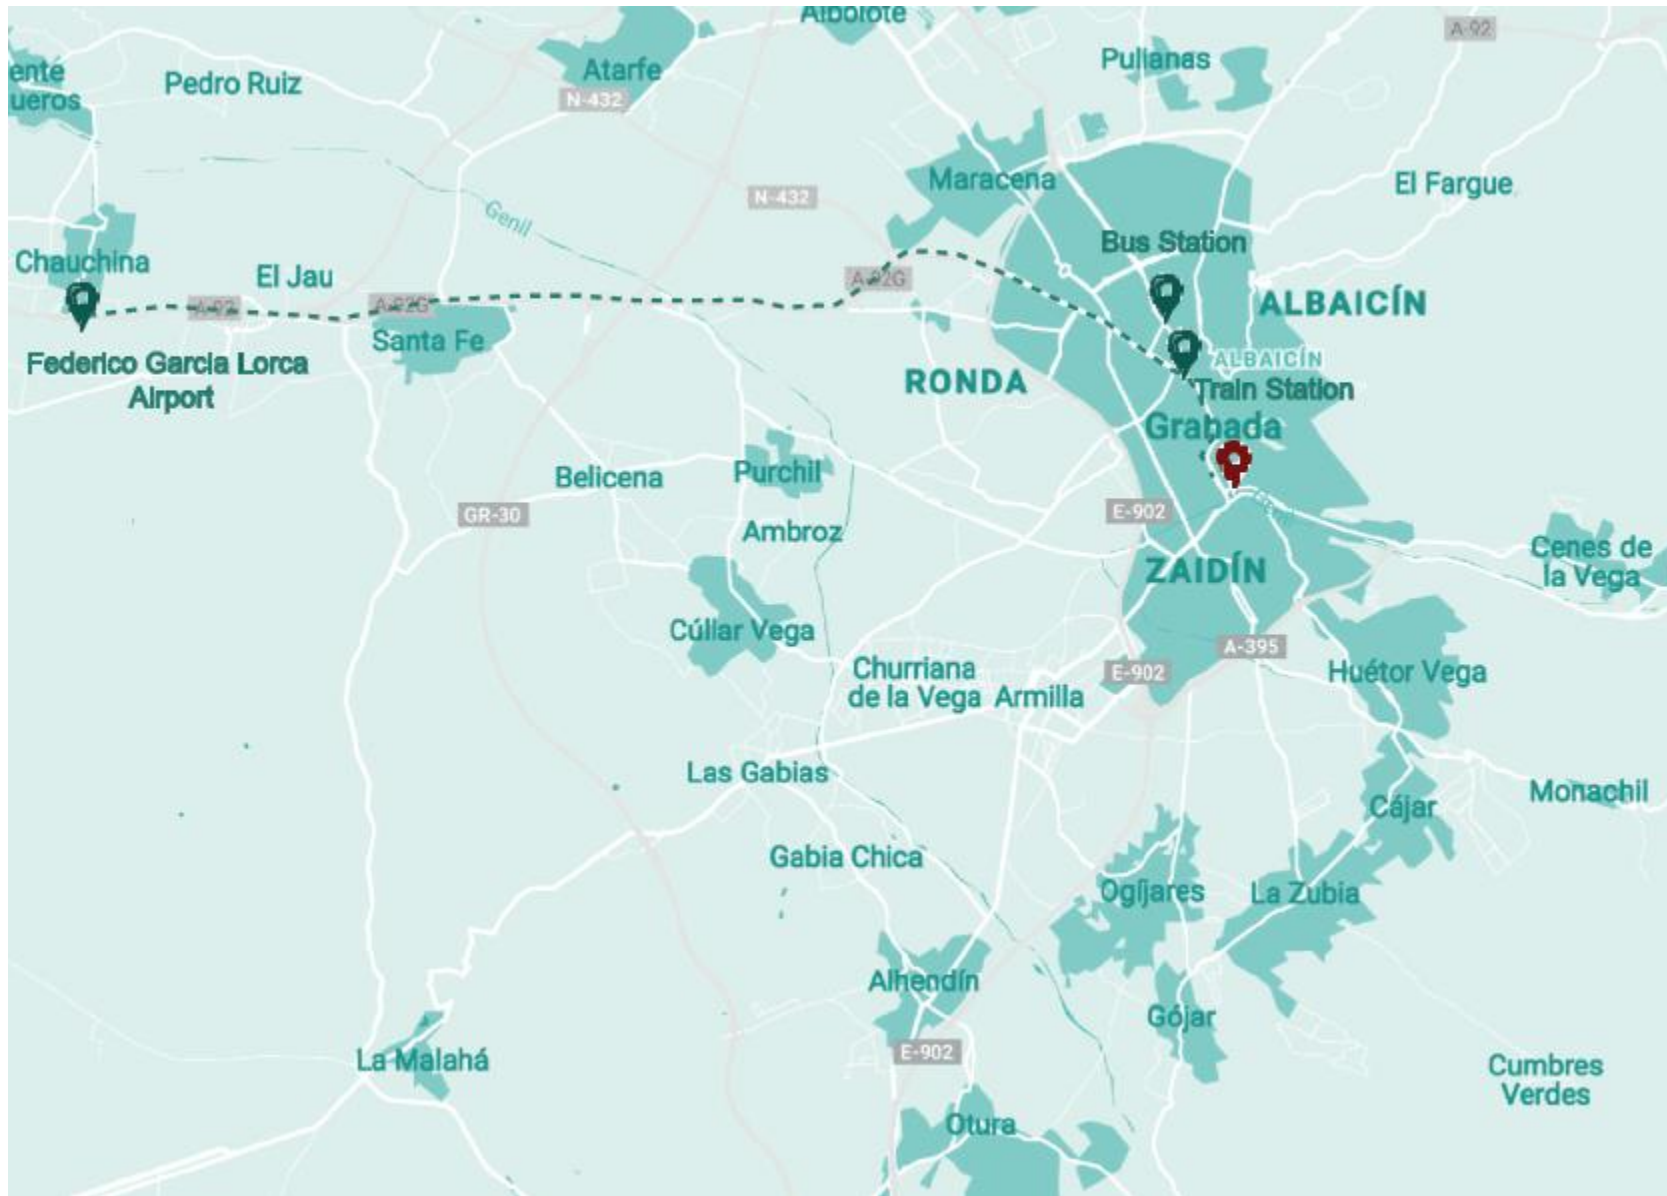 Albolote
A-92
Pulianas
ente
ueros
Pedro Ruiz
Atarfe
N-432
Maracena
N-432
El Fargue
Genil
Bus Station
Chauchina
El Jau
A-92G
ALBAICÍN
A-92
A-92G
Santa Fe
Federico Garcia Lorca
Airport
ALBAICÍN
RONDA
Train Station
Granada
Belicena
Purchil
GR-30
E-902
Ambroz
Cenes de
la Vega
ZAIDÍN
Cúllar Vega
A-395
Churriana
de la Vega
Armilla
E-902
Huétor Vega
Las Gabias
Monachil
Cájar
Gabia Chica
Ogíjares
La Zubia
Alhendín
Gójar
E-902
La Malahá
Cumbres
Verdes
Otura